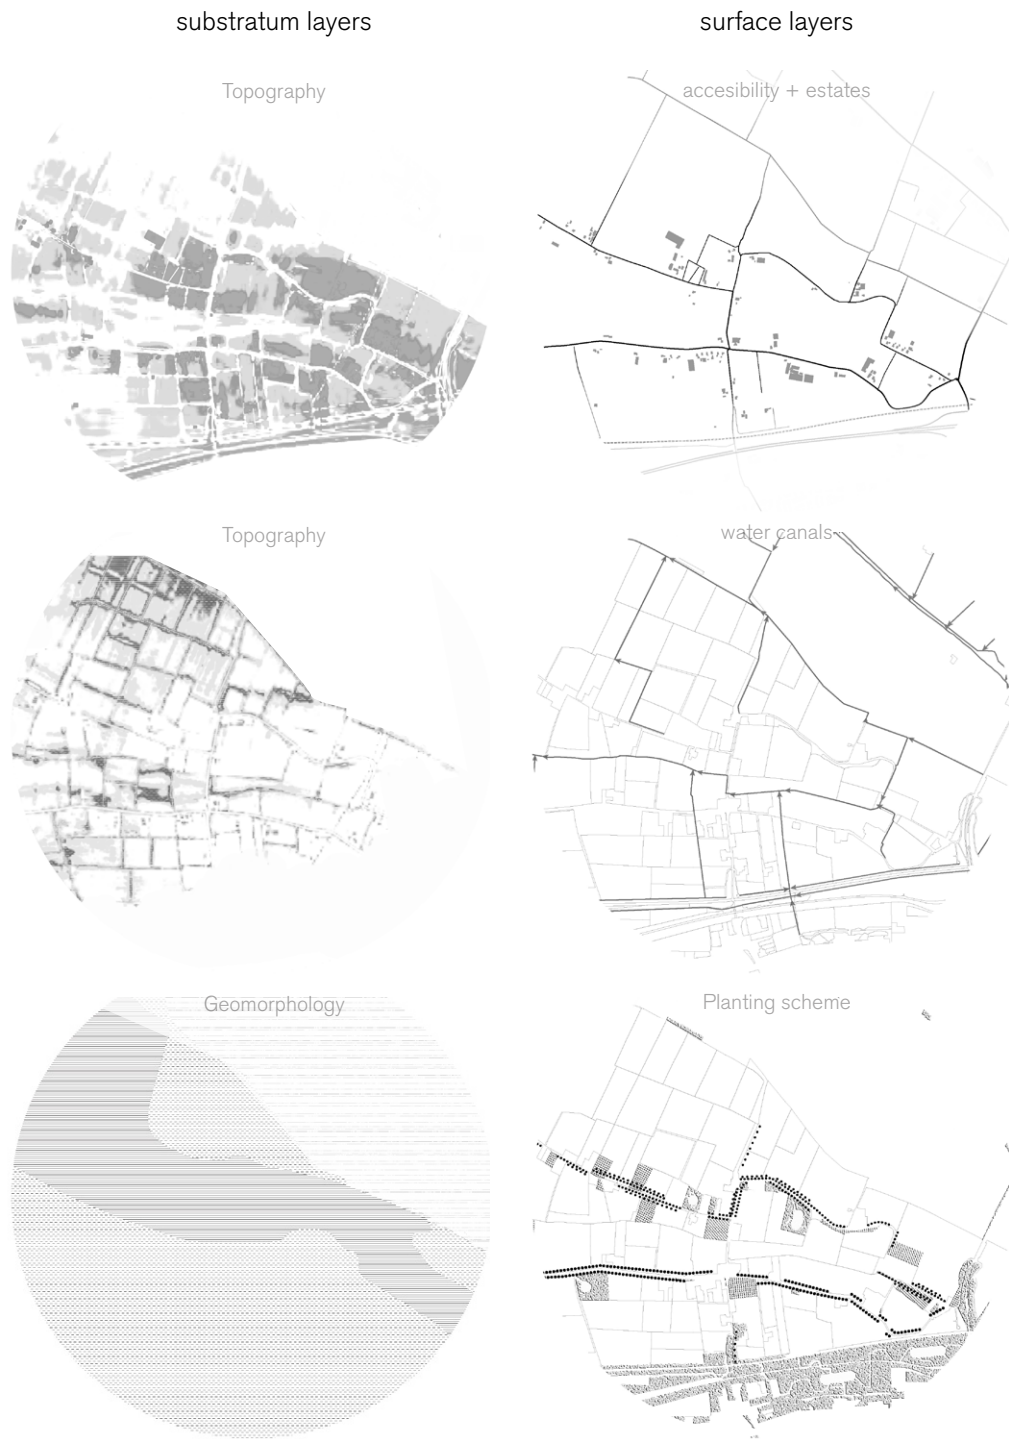 substratum layers
surface layers
Topography
accesibility + estates
Topography
water canals
Geomorphology
Planting scheme